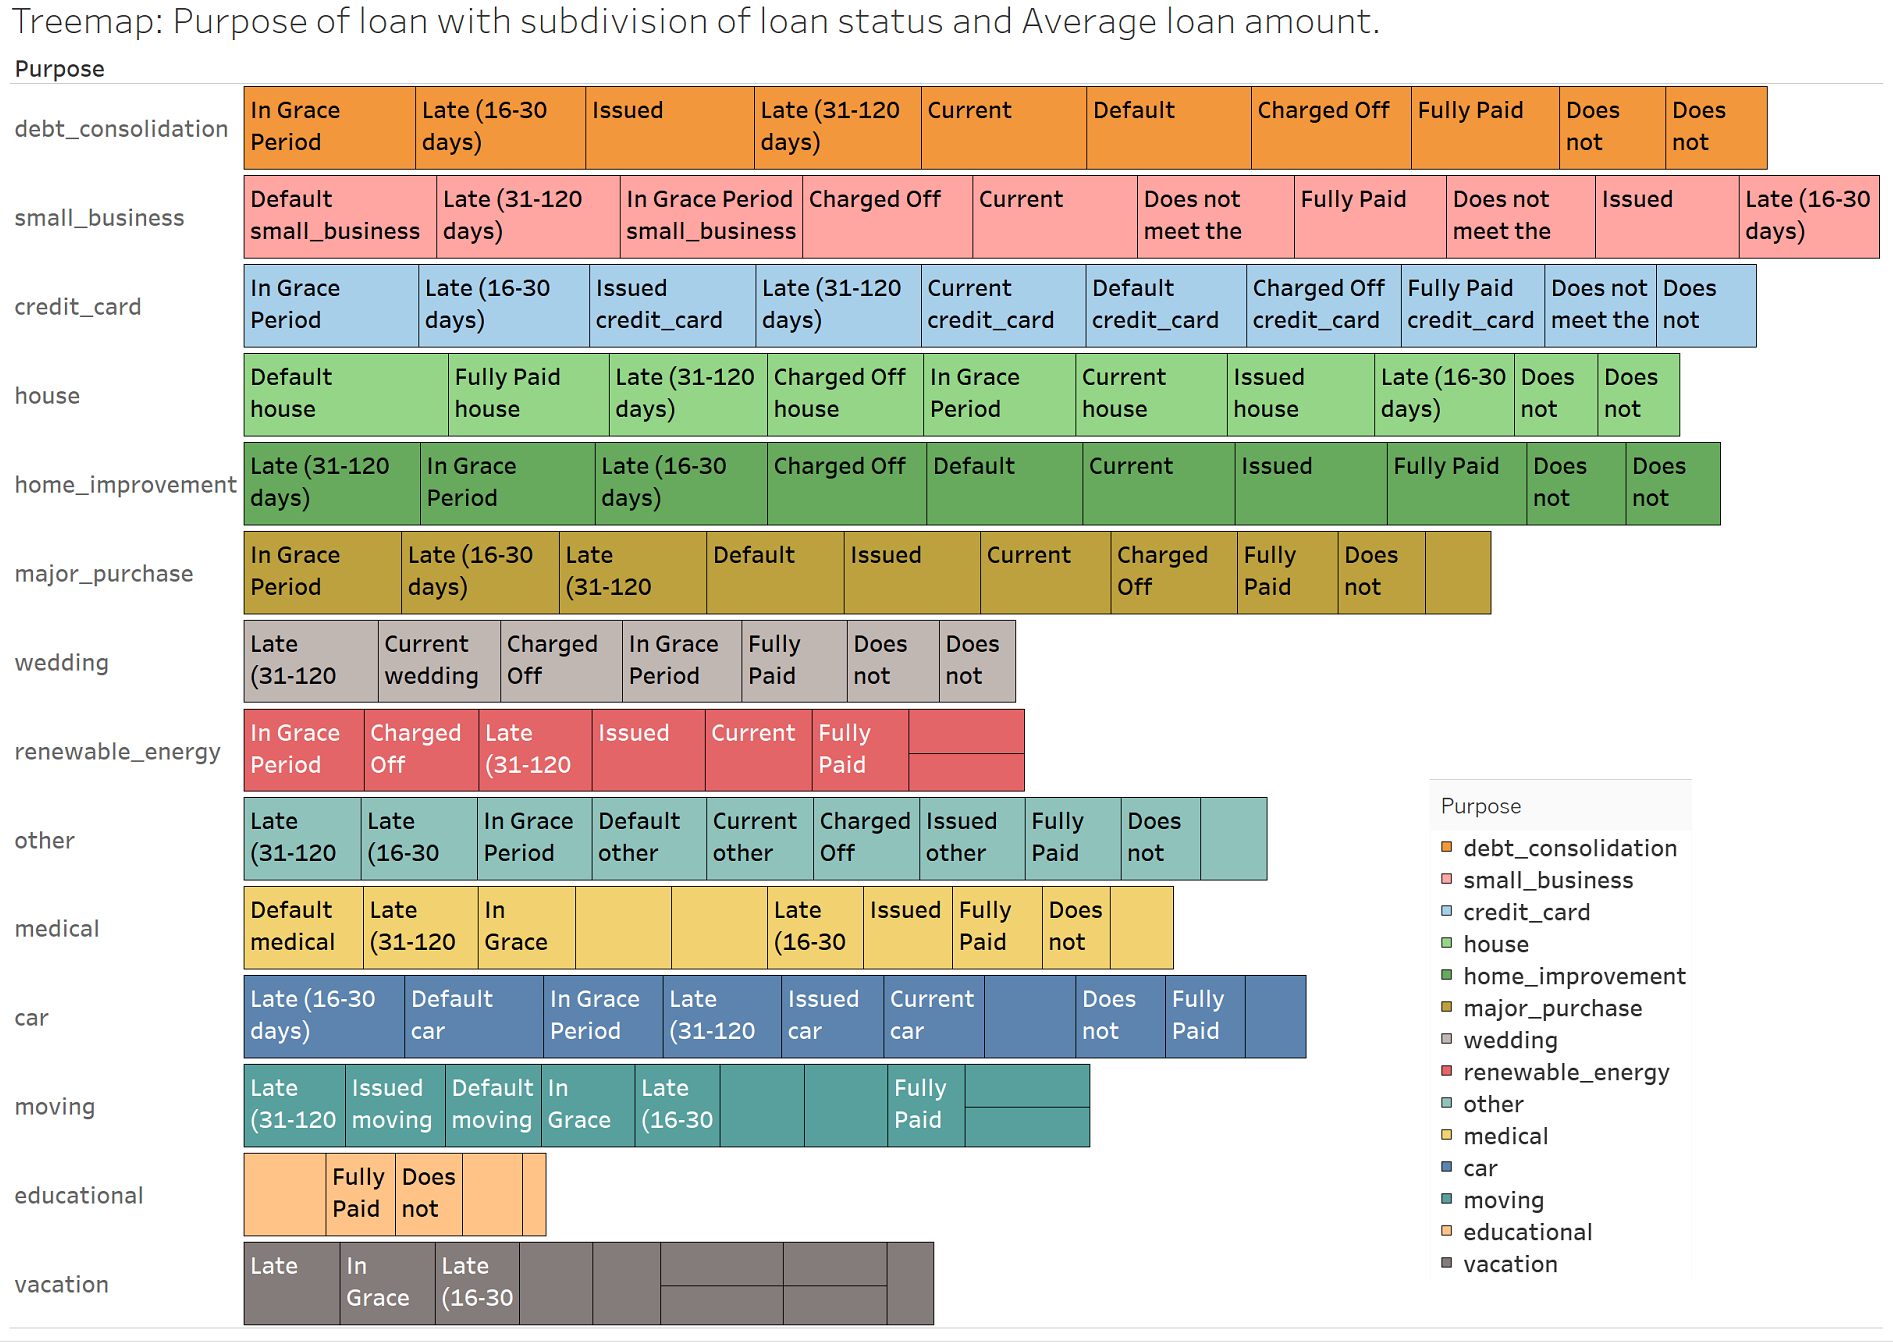 Treemap: Purpose of loan with subdivision of loan status and Average loan amount.
Purpose
debt_consolidation
In Grace
Period
Late (16-30
days)
Issued
Late (31-120
days)
Current
Default
Charged Off
Fully Paid
Does
not
Does
not
small_business
Default
small_business
Late (31-120
days)
In Grace Period
small_business
Charged Off
Current
Does not
meet the
Fully Paid
Does not
meet the
Issued
Late (16-30
days)
credit_card
In Grace
Period
Late (16-30
days)
Issued
credit_card
Late (31-120
days)
Current
credit_card
Default
credit_card
Charged Off
credit_card
Fully Paid
credit_card
Does not
meet the
Does
not
house
Default
house
Fully Paid
house
Late (31-120
days)
Charged Off
house
In Grace
Period
Current
house
Issued
house
Late (16-30
days)
Does
not
Does
not
home_improvement
Late (31-120
days)
In Grace
Period
Late (16-30
days)
Charged Off
Default
Current
Issued
Fully Paid
Does
not
Does
not
major_purchase
In Grace
Period
Late (16-30
days)
Late
(31-120
Default
Issued
Current
Charged
Off
Fully
Paid
Does
not
wedding
Late
(31-120
Current
wedding
Charged
Off
In Grace
Period
Fully
Paid
Does
not
Does
not
renewable_energy
In Grace
Period
Charged
Off
Late
(31-120
Issued
Current
Fully
Paid
other
Late
(31-120
Late
(16-30
In Grace
Period
Default
other
Current
other
Charged
Off
Issued
other
Fully
Paid
Does
not
medical
Default
medical
Late
(31-120
In
Grace
Late
(16-30
Issued
Fully
Paid
Does
not
car
Late (16-30
days)
Default
car
In Grace
Period
Late
(31-120
Issued
car
Current
car
Does
not
Fully
Paid
moving
Late
(31-120
Issued
moving
Default
moving
In
Grace
Late
(16-30
Fully
Paid
educational
Fully
Paid
Does
not
vacation
Late
In
Grace
Late
(16-30
Purpose
debt_consolidation
small_business
credit_card
house
home_improvement
major_purchase
wedding
renewable_energy
other
medical
car
moving
educational
vacation